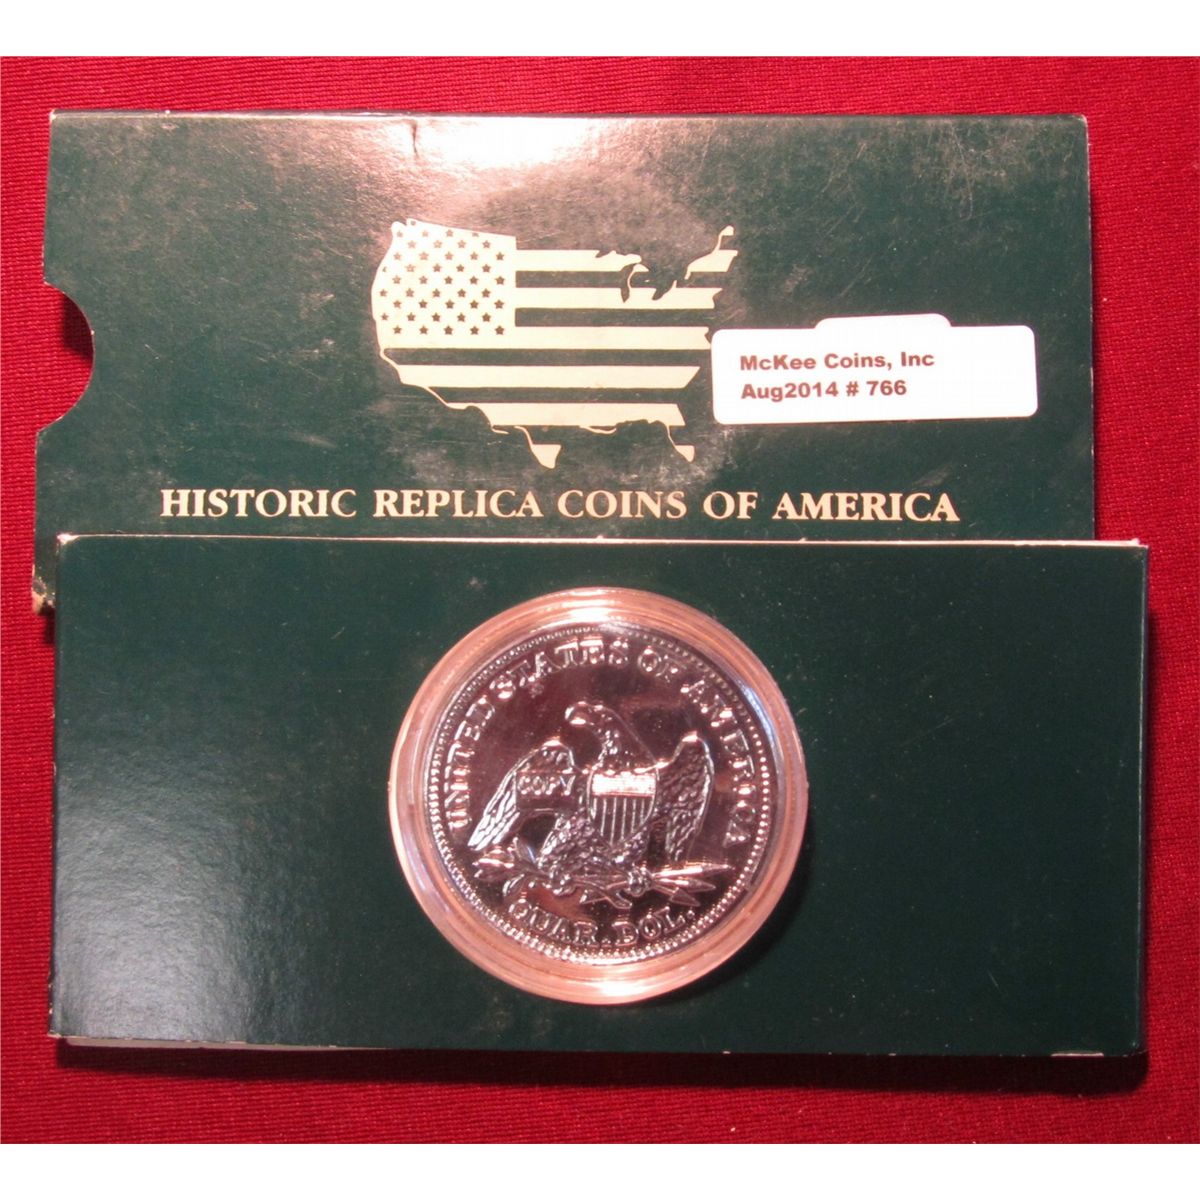 McKee Coins, Inc
Aug2014 # 766
HISTORIC REPLICA COINS OF AMERICA
UNITED STATES OF AMERICA
COPY
QUAR. DOL.